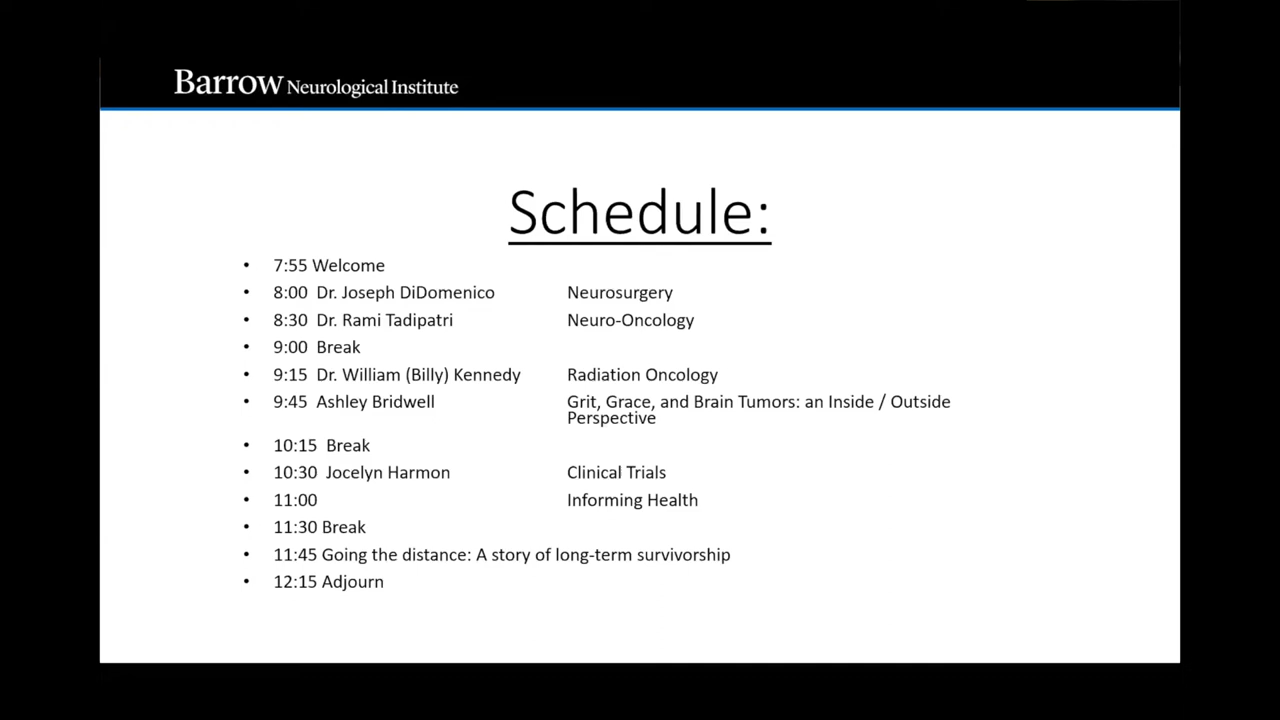 Barrow Neurological Institute
Schedule:
• 7:55 Welcome
• 8:00 Dr. Joseph DiDomenico Neurosurgery
• 8:30 Dr. Rami Tadipatri Neuro-Oncology
• 9:00 Break
• 9:15 Dr. William (Billy) Kennedy Radiation Oncology
• 9:45 Ashley Bridwell Grit, Grace, and Brain Tumors: an Inside / Outside
Perspective
• 10:15 Break
• 10:30 Jocelyn Harmon Clinical Trials
• 11:00 Informing Health
• 11:30 Break
• 11:45 Going the distance: A story of long-term survivorship
• 12:15 Adjourn